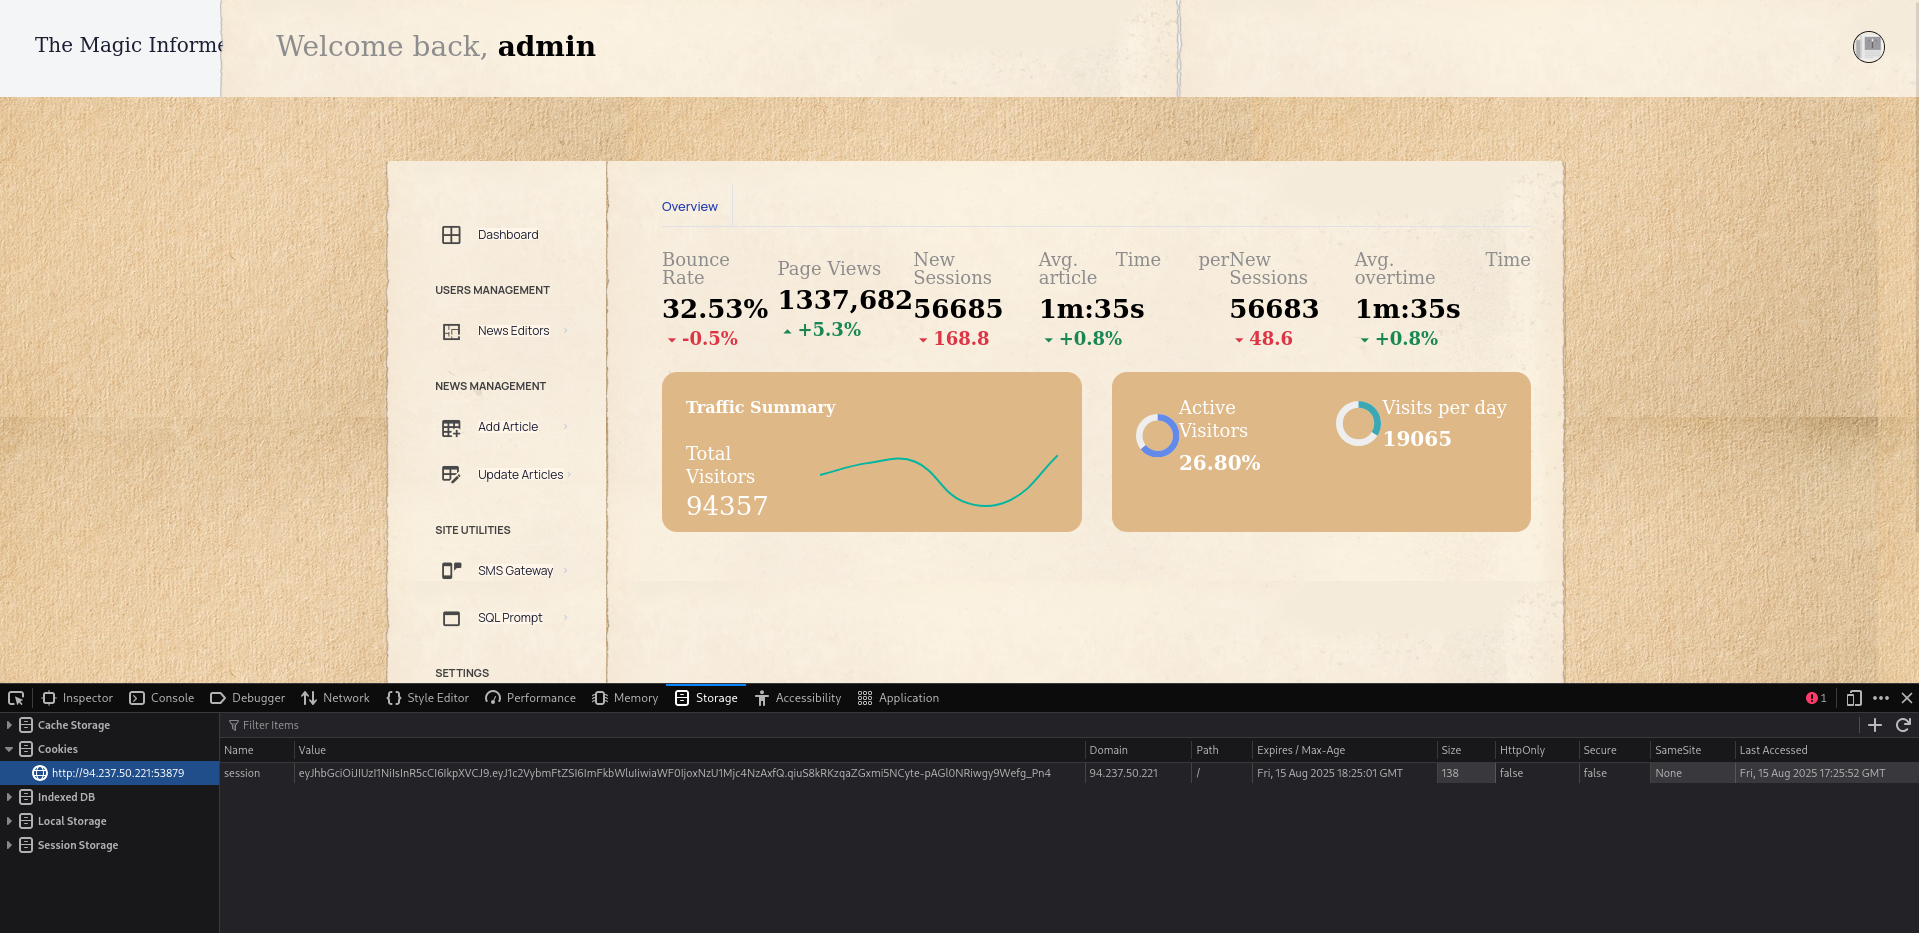 The Magic Informe
Welcome back, admin
Overview
Dashboard
USERS MANAGEMENT
News Editors
NEWS MANAGEMENT
Add Article
Update Articles
SITE UTILITIES
SMS Gateway
SQL Prompt
SETTINGS
Bounce Rate
32.53%
-0.5%
Page Views
1337,682
+5.3%
New Sessions
56685
168.8
Avg. Time per article
1m:35s
+0.8%
New Sessions
56683
48.6
Avg. Time overtime
1m:35s
+0.8%
Traffic Summary
Total
Visitors
94357
Active
Visitors
26.80%
Visits per day
19065
Inspector Console Debugger Network Style Editor Performance Memory Storage Accessibility Application 1
Cache Storage
Cookies
http://94.237.50.221:53879
Indexed DB
Local Storage
Session Storage
Filter Items
Name Value Domain Path Expires / Max-Age Size HttpOnly Secure SameSite Last Accessed
session eyJhbGciOiJIUzI1NiIsInR5cCI6IkpXVCJ9.eyJ1c2VybmFtZSI6ImFkbWluIiwiaWF0IjoxNzU1Mjc4NzAxfQ.qiuS8kRKzqaZGxmi5NCyte-pAGl0NRiwgy9Wefg_Pn4 94.237.50.221 / Fri, 15 Aug 2025 18:25:01 GMT 138 false false None Fri, 15 Aug 2025 17:25:52 GMT